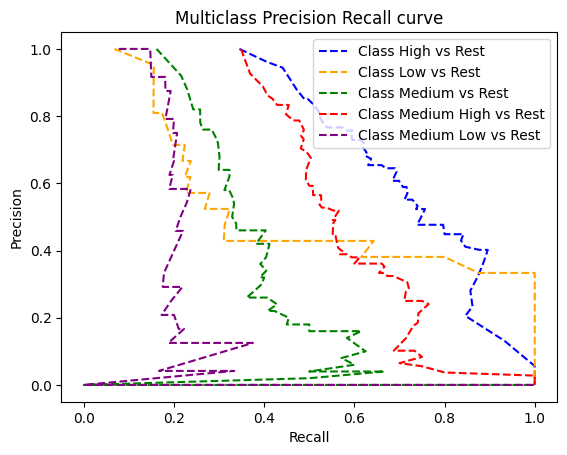 Multiclass Precision Recall curve
Class High vs Rest
Class Low vs Rest
Class Medium vs Rest
Class Medium High vs Rest
Class Medium Low vs Rest
Precision
1.0
0.8
0.6
0.4
0.2
0.0
0.0 0.2 0.4 0.6 0.8 1.0
Recall